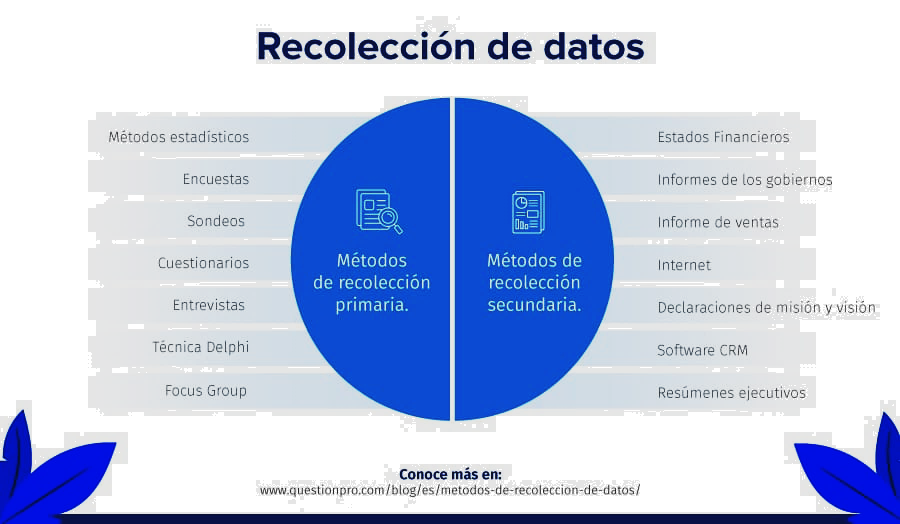 Recolección de datos
Métodos estadísticos
Encuestas
Sondeos
Cuestionarios
Entrevistas
Técnica Delphi
Focus Group
Métodos
de recolección
primaria.
Métodos de
recolección
secundaria.
Estados Financieros
Informes de los gobiernos
Informe de ventas
Internet
Declaraciones de misión y visión
Software CRM
Resúmenes ejecutivos
Conoce más en:
www.questionpro.com/blog/es/metodos-de-recoleccion-de-datos/